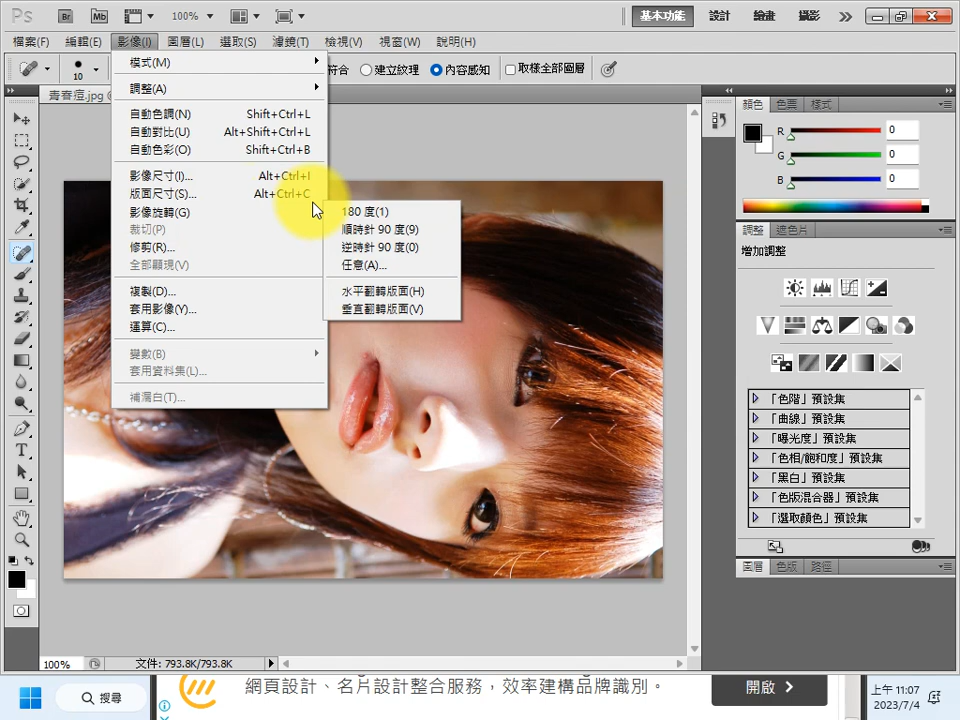 Ps
Br
Mb
100%
基本功能
設計
繪畫
攝影
檔案(F)
編輯(E)
影像(I)
圖層(L)
選取(S)
濾鏡(T)
檢視(V)
視窗(W)
說明(H)
10
符合
建立紋理
內容感知
取樣全部圖層
青春痘.jpg @
模式(M)
調整(A)
自動色調(N) Shift+Ctrl+L
自動對比(U) Alt+Shift+Ctrl+L
自動色彩(O) Shift+Ctrl+B
影像尺寸(I)... Alt+Ctrl+I
版面尺寸(S)... Alt+Ctrl+C
影像旋轉(G)
裁切(P)
修剪(R)...
全部顯現(V)
複製(D)...
套用影像(Y)...
運算(C)...
變數(B)
套用資料集(L)...
補漏白(T)...
180 度(1)
順時針 90 度(9)
逆時針 90 度(0)
任意(A)...
水平翻轉版面(H)
垂直翻轉版面(V)
顏色
色票
樣式
R 0
G 0
B 0
調整
遮色片
增加調整
「色階」預設集
「曲線」預設集
「曝光度」預設集
「色相/飽和度」預設集
「黑白」預設集
「色版混合器」預設集
「選取顏色」預設集
圖層
色版
路徑
100%
文件: 793.8K/793.8K
搜尋
網頁設計、名片設計整合服務，效率建構品牌識別。
開啟
上午 11:07
2023/7/4